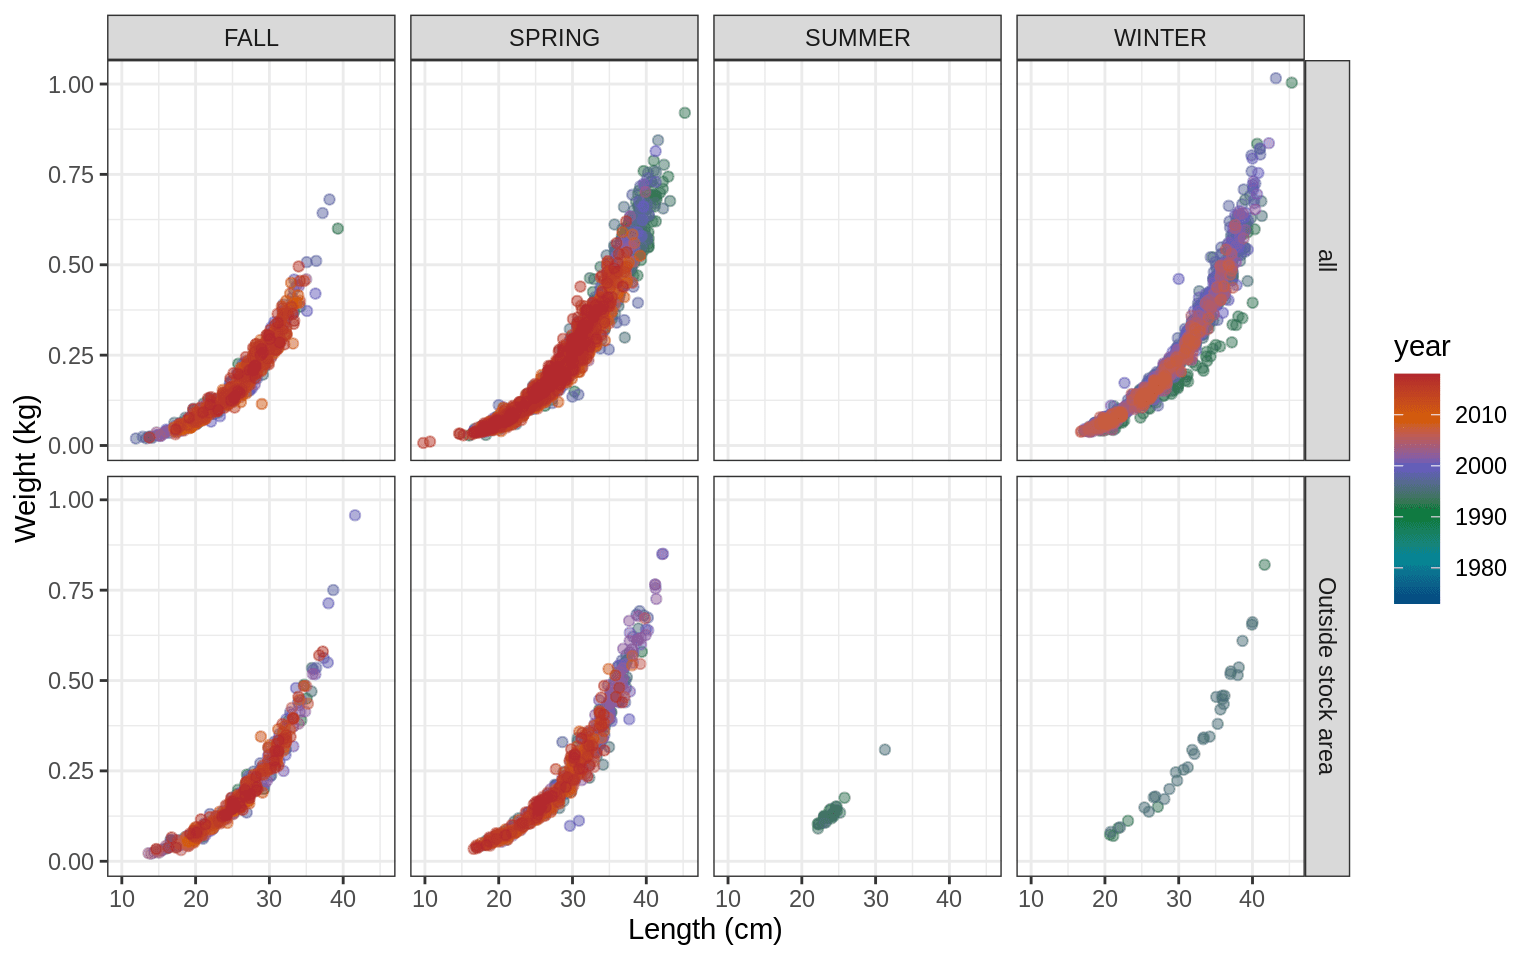 FALL SPRING SUMMER WINTER
1.00
0.75
0.50
0.25
0.00
all
1.00
0.75
0.50
0.25
0.00
Outside stock area
10 20 30 40 10 20 30 40 10 20 30 40 10 20 30 40
Length (cm)
Weight (kg)
year
2010
2000
1990
1980